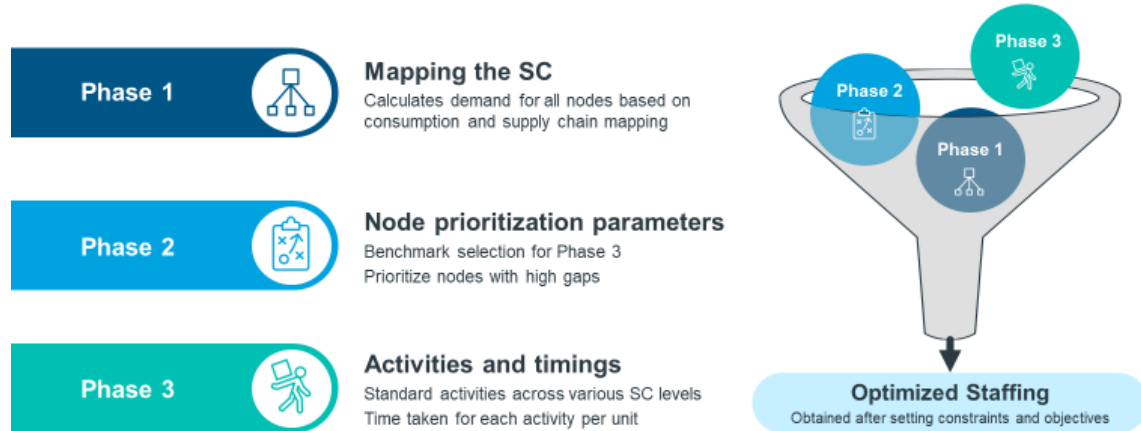 Phase 1
Mapping the SC
Calculates demand for all nodes based on
consumption and supply chain mapping
Phase 2
Node prioritization parameters
Benchmark selection for Phase 3
Prioritize nodes with high gaps
Phase 3
Activities and timings
Standard activities across various SC levels
Time taken for each activity per unit
Phase 3
Phase 2
Phase 1
Optimized Staffing
Obtained after setting constraints and objectives